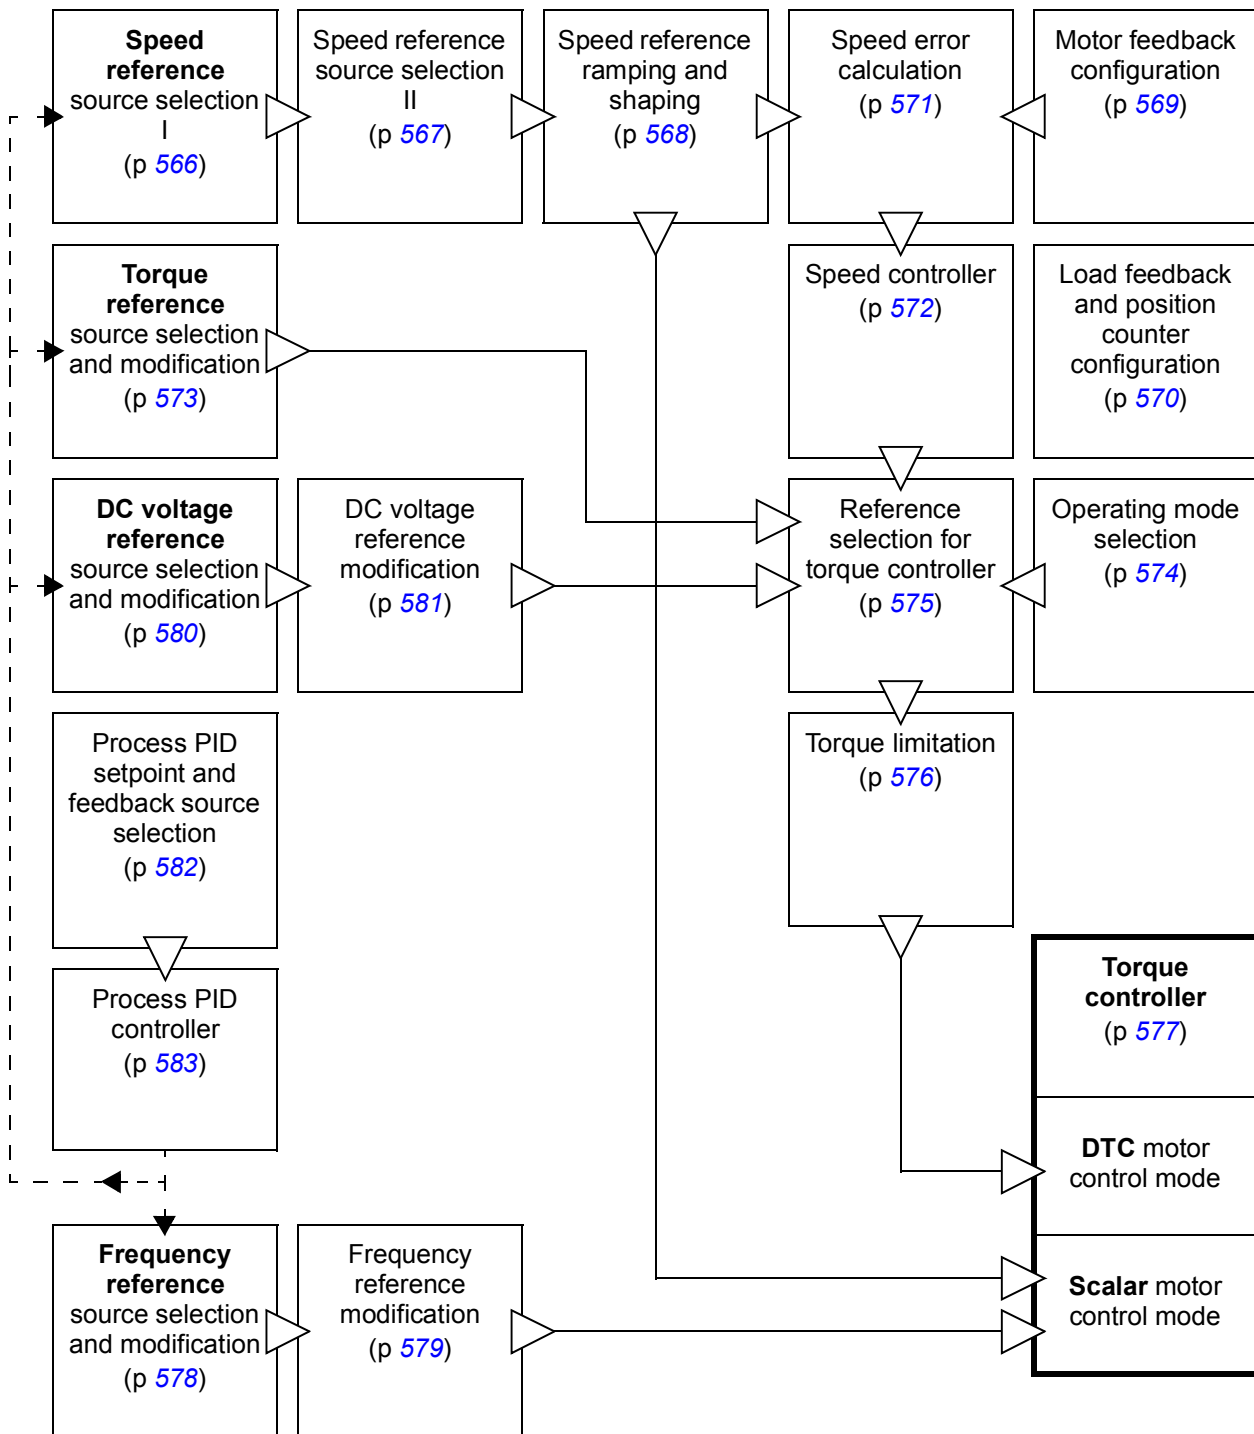 Speed
reference
source selection
I
(p 566)
Speed reference
source selection
II
(p 567)
Speed reference
ramping and
shaping
(p 568)
Speed error
calculation
(p 571)
Motor feedback
configuration
(p 569)
Torque
reference
source selection
and modification
(p 573)
Speed controller
(p 572)
Load feedback
and position
counter
configuration
(p 570)
DC voltage
reference
source selection
and modification
(p 580)
DC voltage
reference
modification
(p 581)
Reference
selection for
torque controller
(p 575)
Operating mode
selection
(p 574)
Process PID
setpoint and
feedback source
selection
(p 582)
Torque limitation
(p 576)
Process PID
controller
(p 583)
Torque
controller
(p 577)
DTC motor
control mode
Frequency
reference
source selection
and modification
(p 578)
Frequency
reference
modification
(p 579)
Scalar motor
control mode